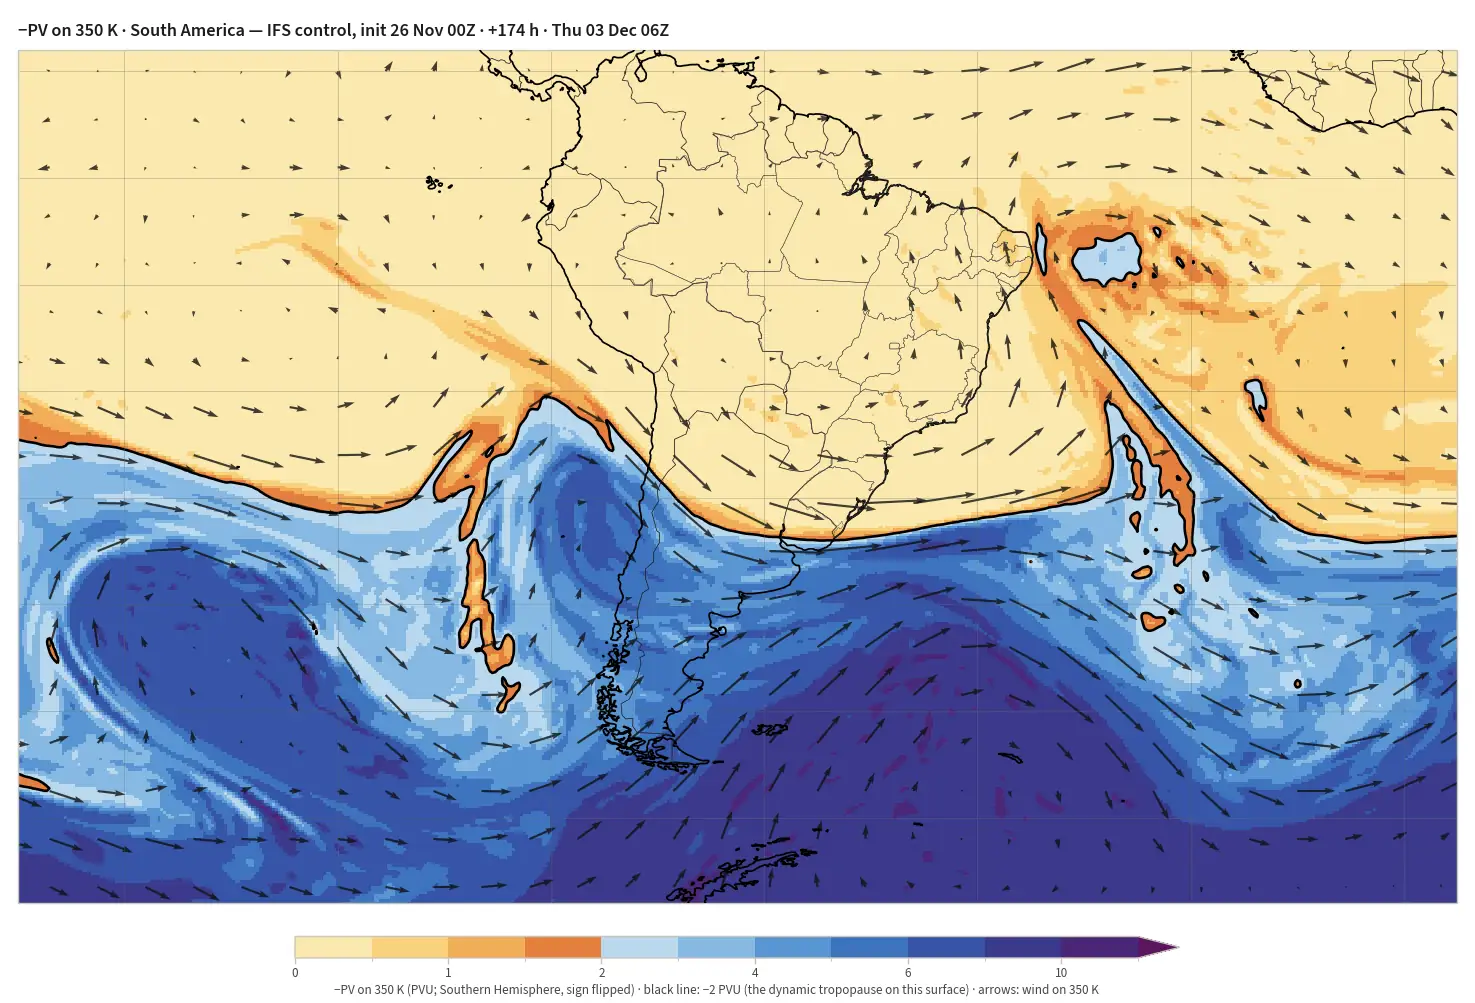 −PV on 350 K · South America — IFS control, init 26 Nov 00Z · +174 h · Thu 03 Dec 06Z
0 1 2 4 6 10
−PV on 350 K (PVU; Southern Hemisphere, sign flipped) · black line: −2 PVU (the dynamic tropopause on this surface) · arrows: wind on 350 K